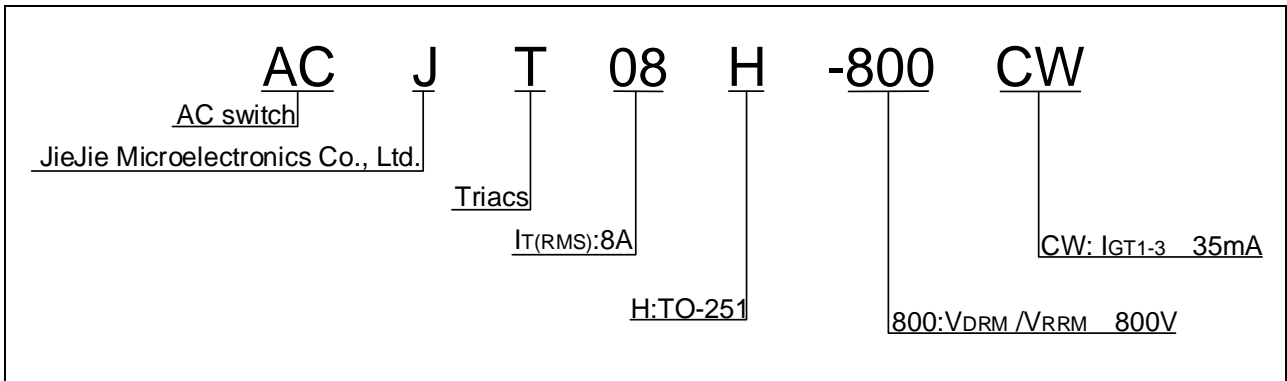 AC J T 08 H -800 CW
AC switch
JieJie Microelectronics Co., Ltd.
Triacs
IT(RMS):8A
CW: IGT1-3 35mA
H:TO-251
800:VDRM /VRRM 800V